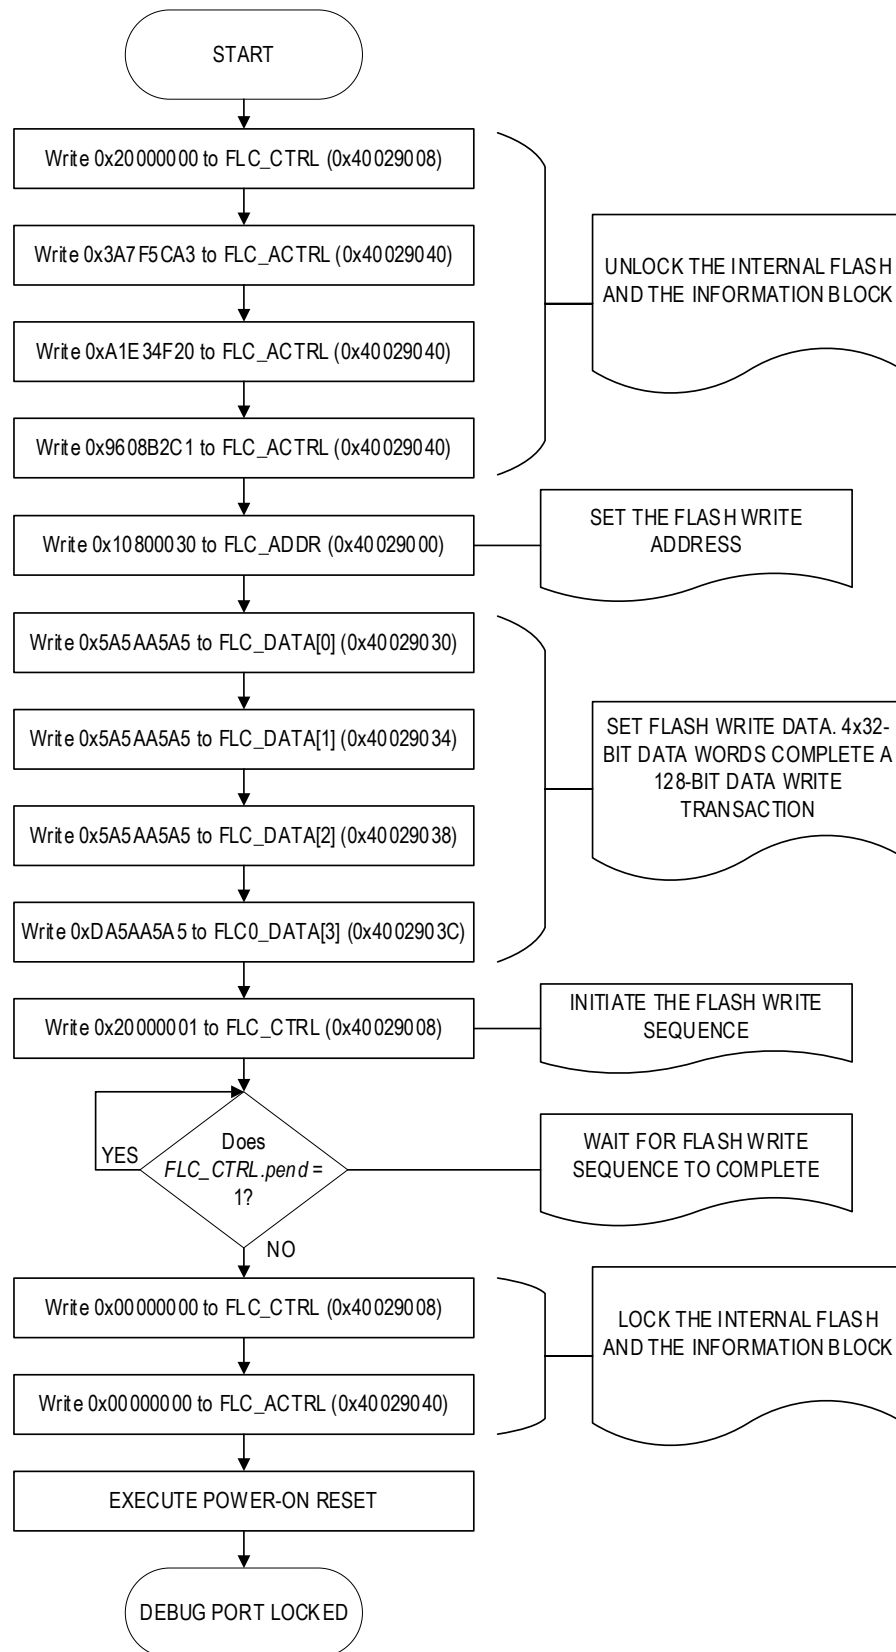 START
Write 0x20000000 to FLC_CTRL (0x40029008)
UNLOCK THE INTERNAL FLASH
AND THE INFORMATION BLOCK
Write 0x3A7F5CA3 to FLC_ACTRL (0x40029040)
Write 0xA1E34F20 to FLC_ACTRL (0x40029040)
Write 0x9608B2C1 to FLC_ACTRL (0x40029040)
Write 0x10800030 to FLC_ADDR (0x40029000)
SET THE FLASH WRITE
ADDRESS
Write 0x5A5AA5A5 to FLC_DATA[0] (0x40029030)
Write 0x5A5AA5A5 to FLC_DATA[1] (0x40029034)
Write 0x5A5AA5A5 to FLC_DATA[2] (0x40029038)
Write 0xDA5AA5A5 to FLC0_DATA[3] (0x4002903C)
SET FLASH WRITE DATA. 4x32-
BIT DATA WORDS COMPLETE A
128-BIT DATA WRITE
TRANSACTION
Write 0x20000001 to FLC_CTRL (0x40029008)
INITIATE THE FLASH WRITE
SEQUENCE
Does
FLC_CTRL.pend =
1?
YES
NO
WAIT FOR FLASH WRITE
SEQUENCE TO COMPLETE
Write 0x00000000 to FLC_CTRL (0x40029008)
Write 0x00000000 to FLC_ACTRL (0x40029040)
LOCK THE INTERNAL FLASH
AND THE INFORMATION BLOCK
EXECUTE POWER-ON RESET
DEBUG PORT LOCKED